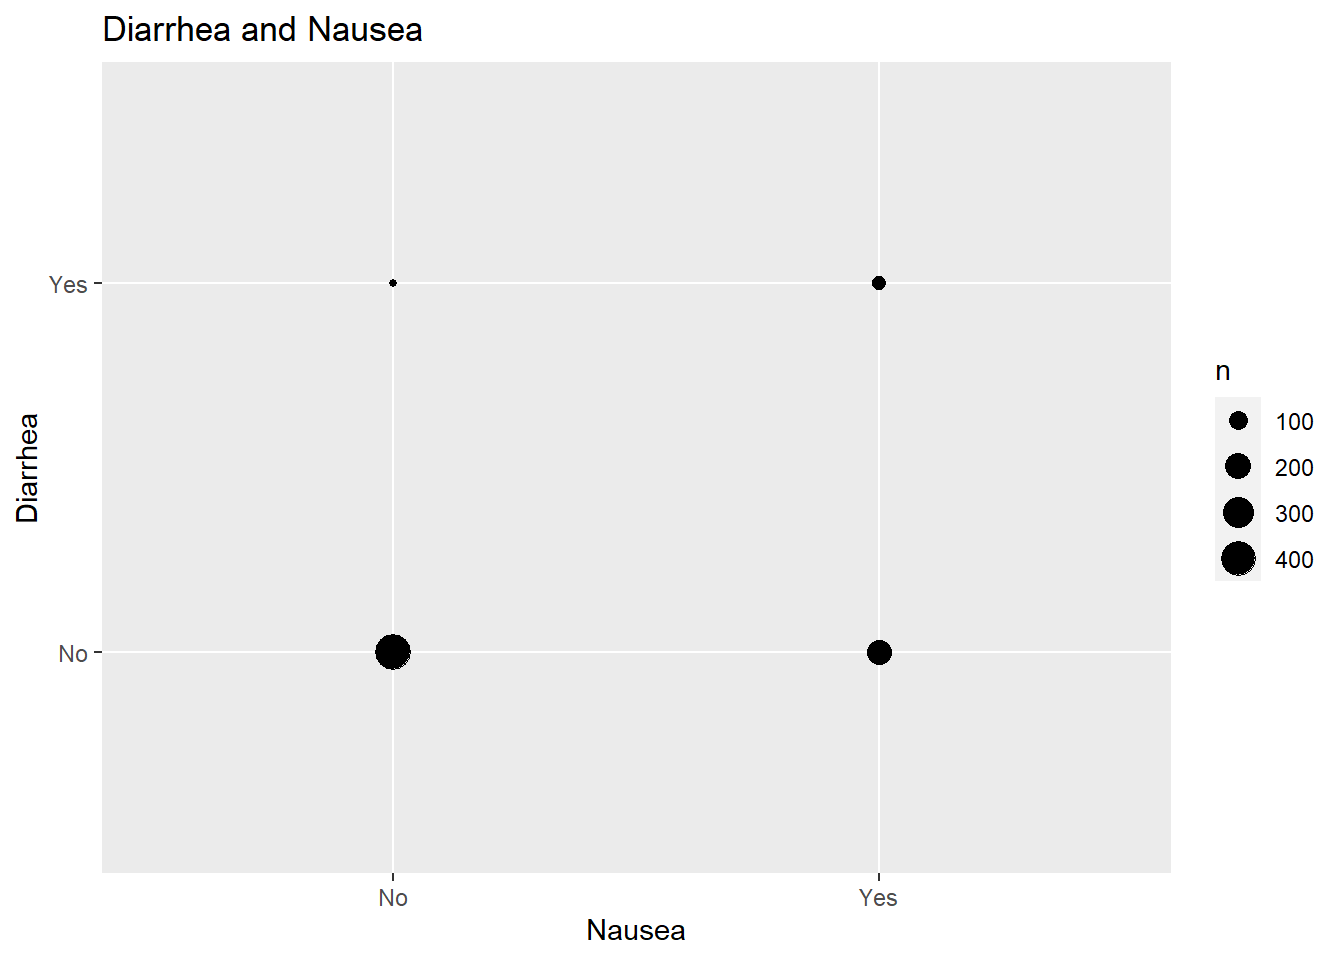 Diarrhea and Nausea
Diarrhea
Yes
No
No
Yes
Nausea
n
100
200
300
400